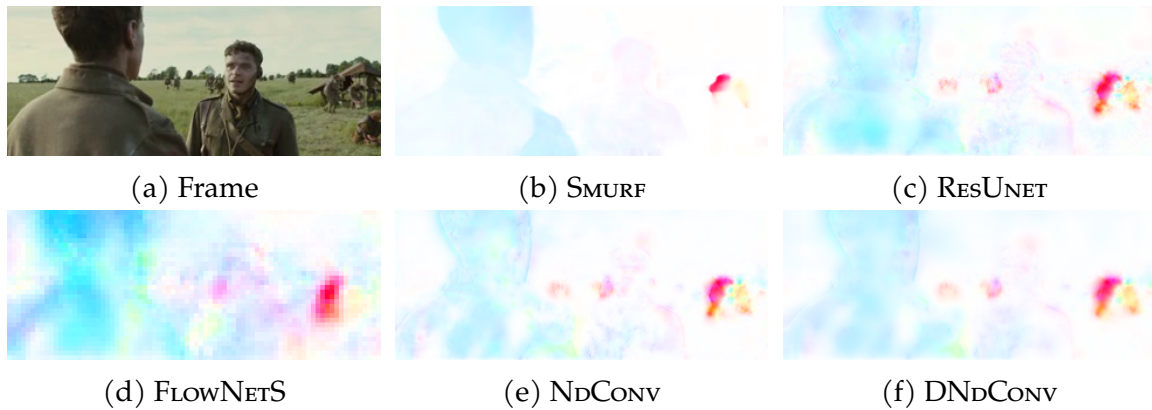 (a) Frame
(b) SMURF
(c) RESUNET
(d) FLOWNETS
(e) NDCONV
(f) DNDCONV